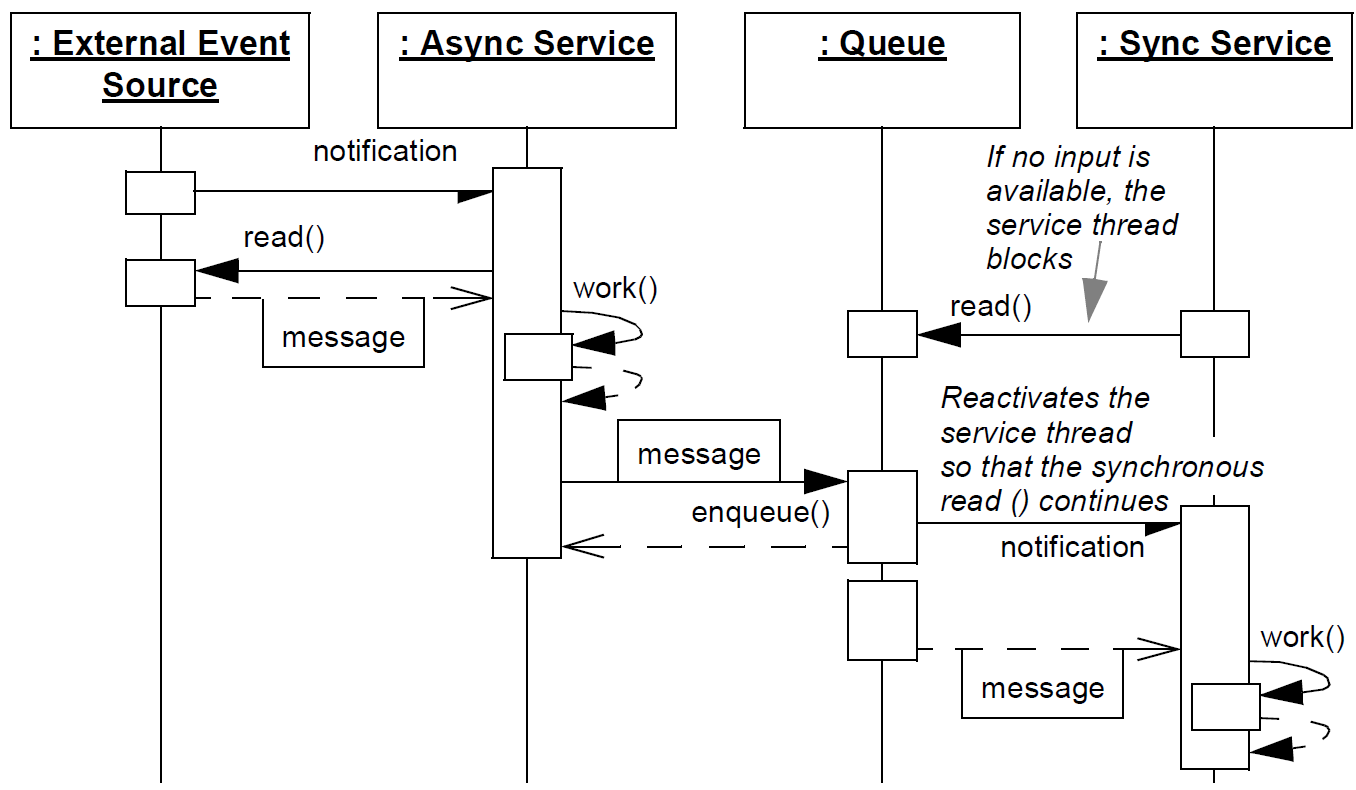 : External Event
Source
: Async Service
: Queue
: Sync Service
notification
If no input is
available, the
service thread
blocks
read()
work()
message
read()
Reactivates the
service thread
so that the synchronous
read () continues
message
enqueue()
notification
work()
message